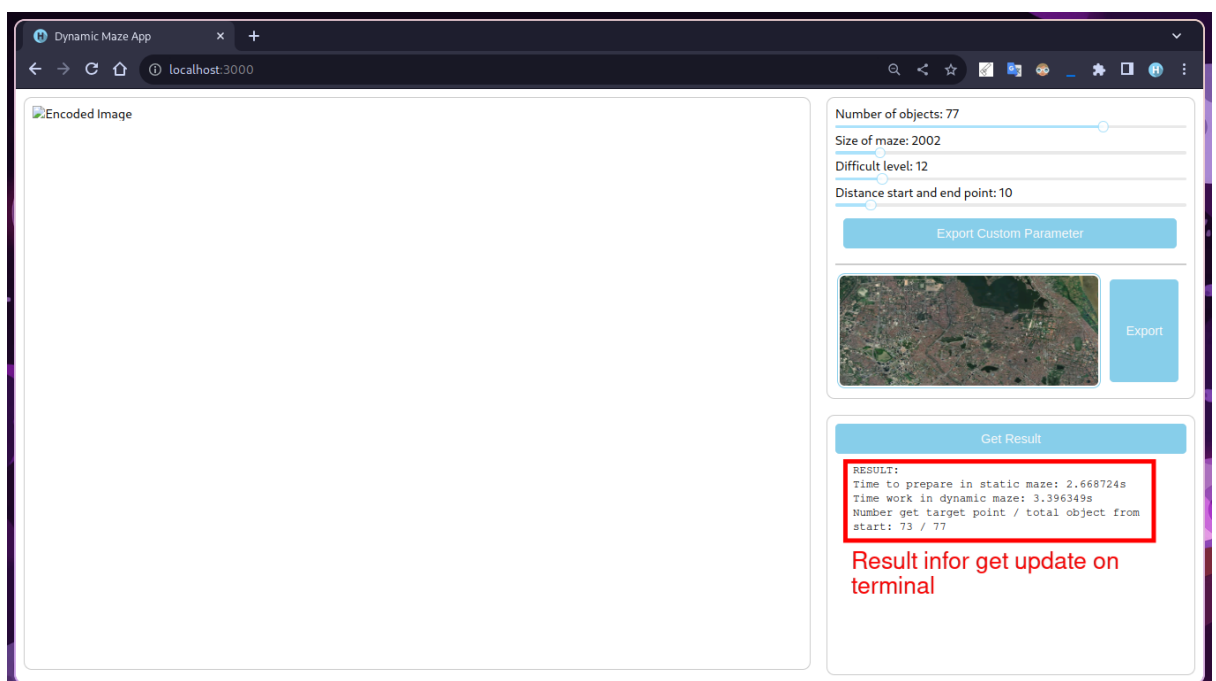 Dynamic Maze App
localhost:3000
Encoded Image
Number of objects: 77
Size of maze: 2002
Difficult level: 12
Distance start and end point: 10
Export Custom Parameter
Export
Get Result
RESULT:
Time to prepare in static maze: 2.668724s
Time work in dynamic maze: 3.396349s
Number get target point / total object from
start: 73 / 77
Result infor get update on
terminal